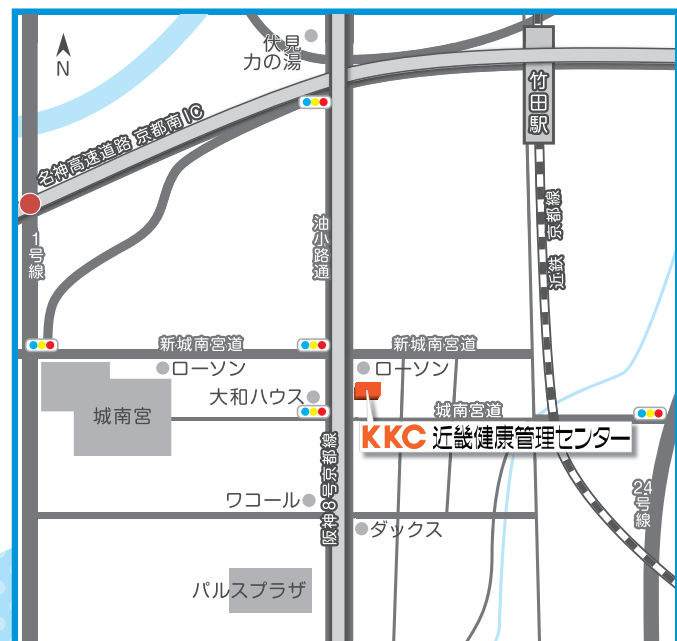 伏見
力の湯
N
竹田駅
名神高速道路 京都南IC
1号線
油小路通
近鉄 京都線
新城南宮道
新城南宮道
ローソン
ローソン
大和ハウス
城南宮
城南宮道
KKC 近畿健康管理センター
阪神8号京都線
ワコール
24号線
ダックス
パルスプラザ